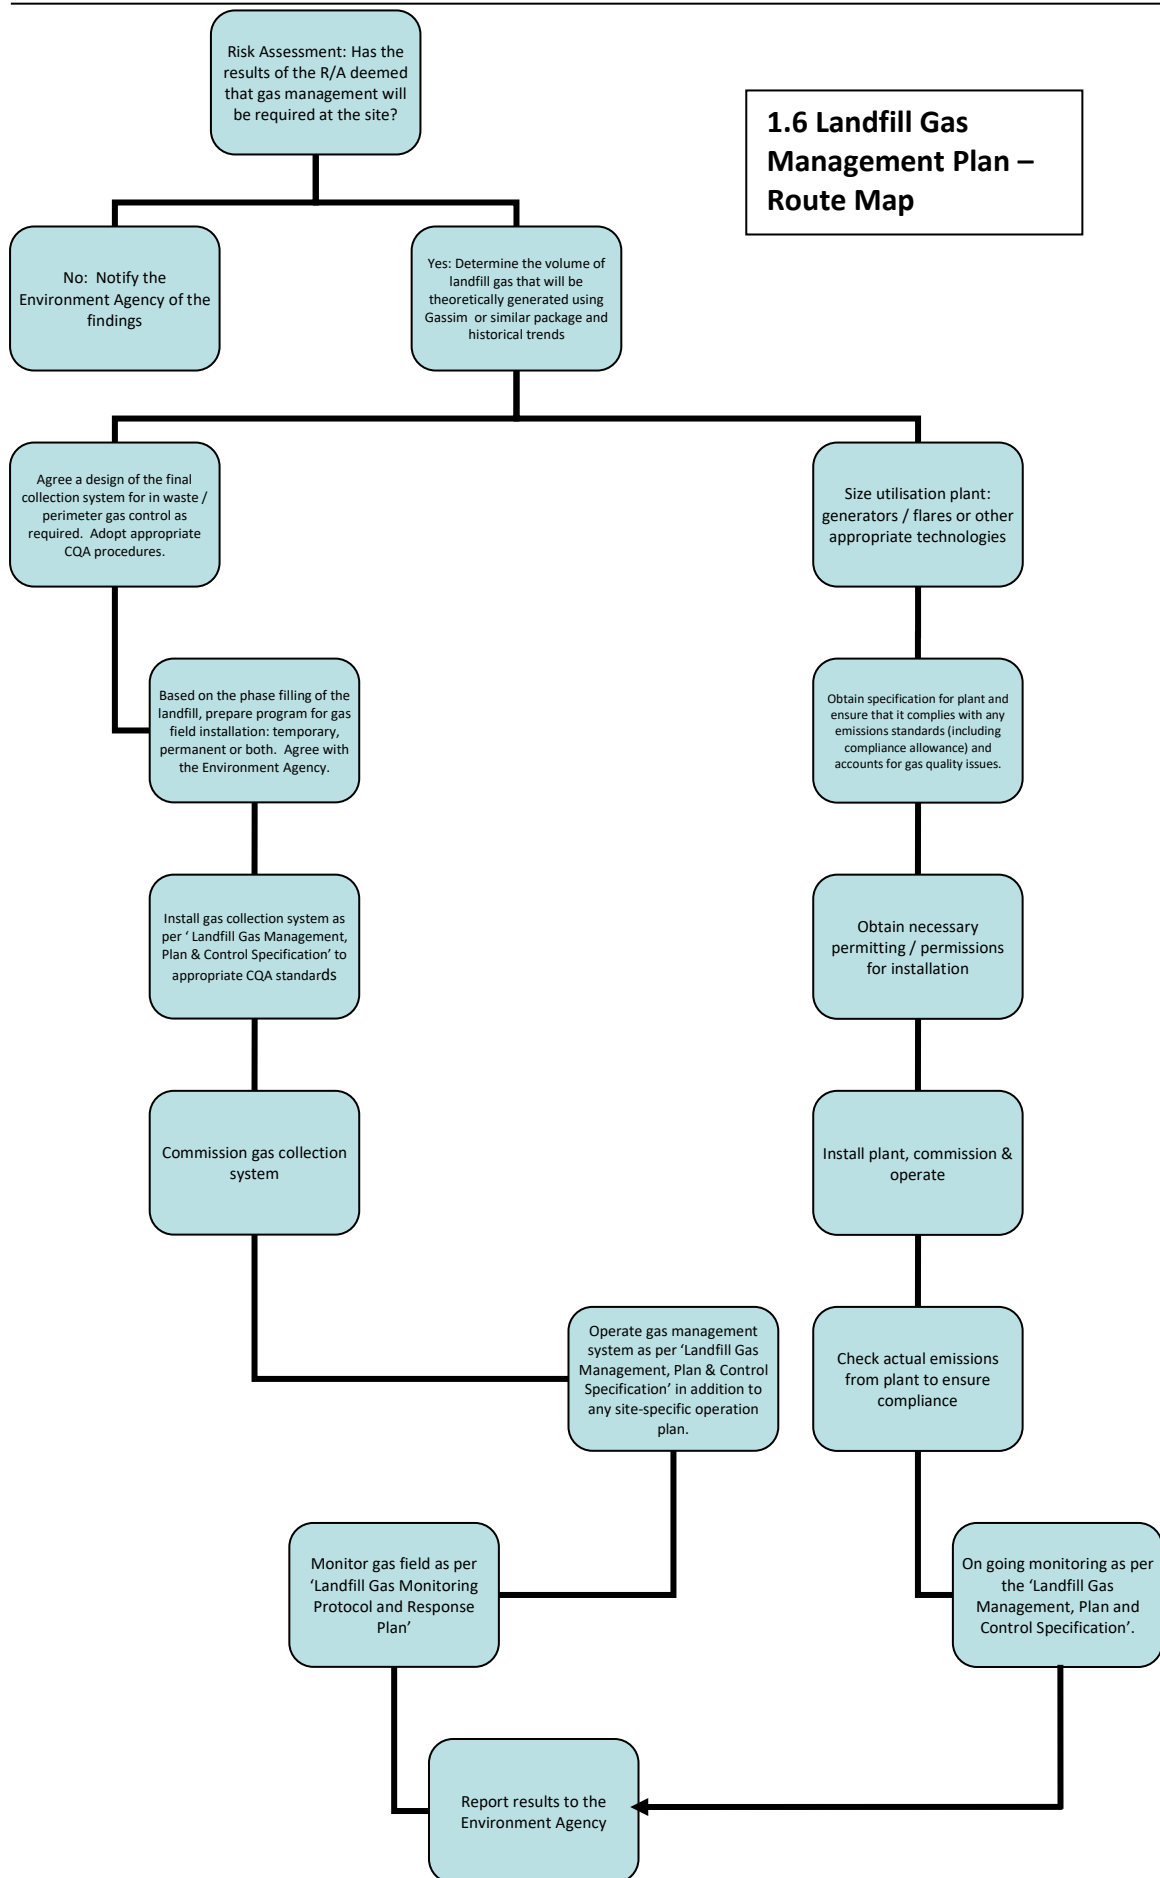 Risk Assessment: Has the
results of the R/A deemed
that gas management will
be required at the site?
1.6 Landfill Gas
Management Plan –
Route Map
No:  Notify the
Environment Agency of the
findings
Yes: Determine the volume of
landfill gas that will be
theoretically generated using
Gassim  or similar package and
historical trends
Agree a design of the final
collection system for in waste /
perimeter gas control as
required.  Adopt appropriate
CQA procedures.
Size utilisation plant:
generators / flares or other
appropriate technologies
Based on the phase filling of the
landfill, prepare program for gas
field installation: temporary,
permanent or both.  Agree with
the Environment Agency.
Obtain specification for plant and
ensure that it complies with any
emissions standards (including
compliance allowance) and
accounts for gas quality issues.
Install gas collection system as
per ‘ Landfill Gas Management,
Plan & Control Specification’ to
appropriate CQA standards
Obtain necessary
permitting / permissions
for installation
Commission gas collection
system
Install plant, commission &
operate
Operate gas management
system as per ‘Landfill Gas
Management, Plan & Control
Specification’ in addition to
any site-specific operation
plan.
Check actual emissions
from plant to ensure
compliance
Monitor gas field as per
‘Landfill Gas Monitoring
Protocol and Response
Plan’
On going monitoring as per
the ‘Landfill Gas
Management, Plan and
Control Specification’.
Report results to the
Environment Agency